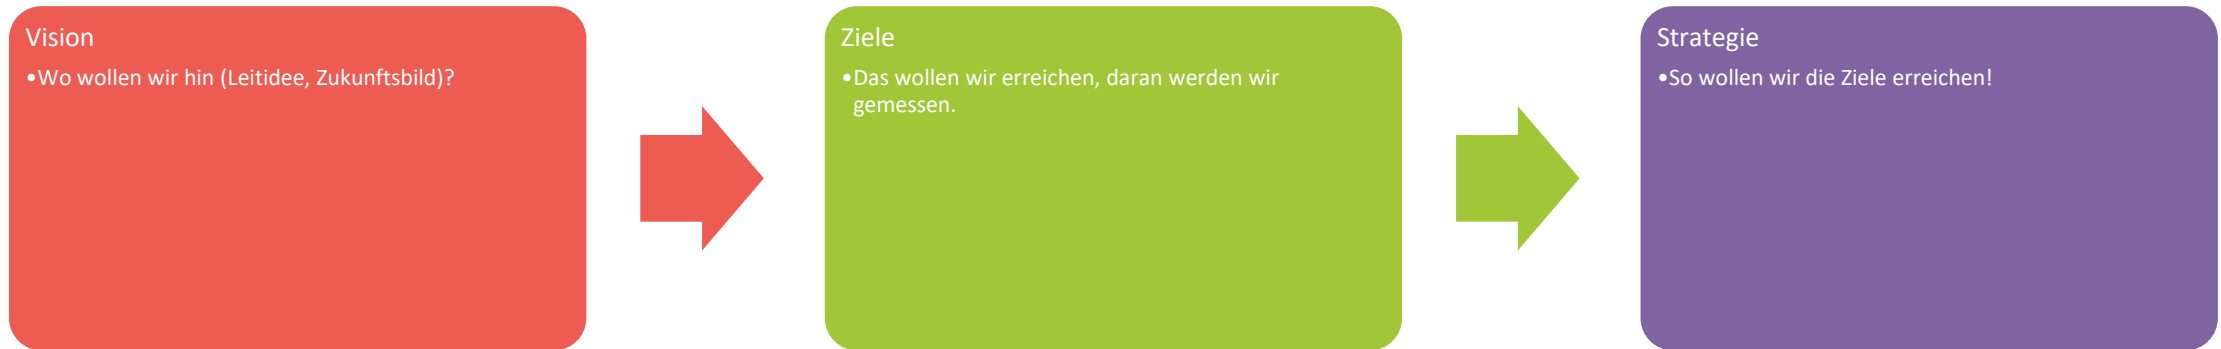 Vision
•Wo wollen wir hin (Leitidee, Zukunftsbild)?
Ziele
•Das wollen wir erreichen, daran werden wir
gemessen.
Strategie
•So wollen wir die Ziele erreichen!